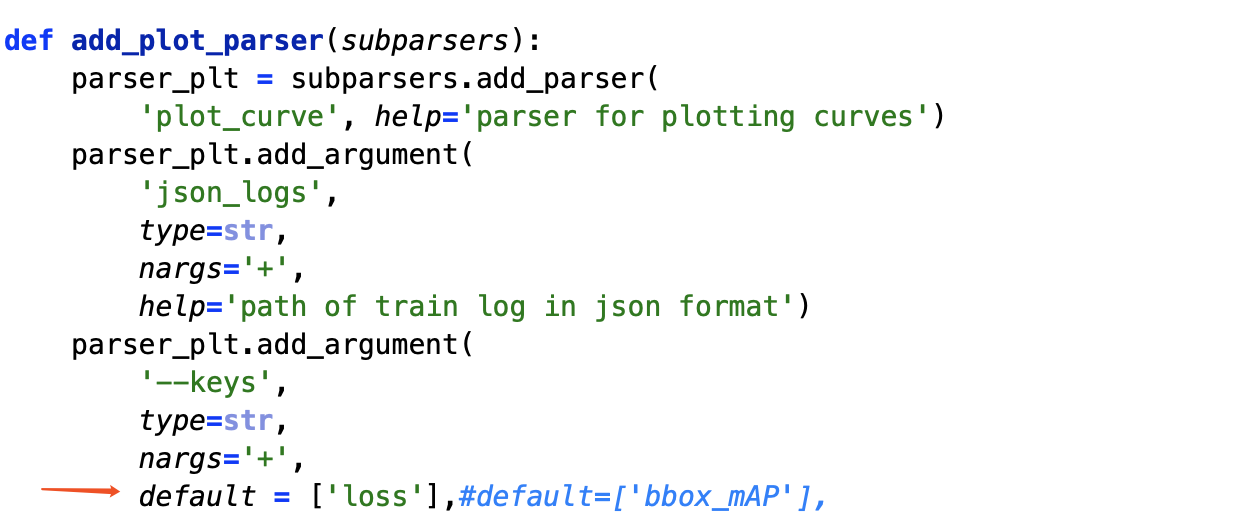 def add_plot_parser(subparsers):
    parser_plt = subparsers.add_parser(
        'plot_curve', help='parser for plotting curves')
    parser_plt.add_argument(
        'json_logs',
        type=str,
        nargs='+',
        help='path of train log in json format')
    parser_plt.add_argument(
        '--keys',
        type=str,
        nargs='+',
        default = ['loss'],#default=['bbox_mAP'],